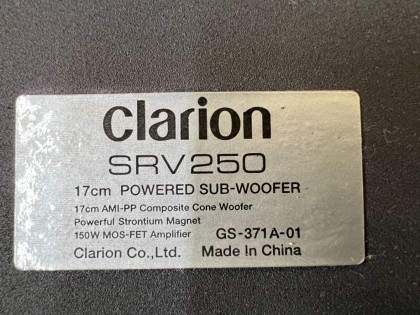 clarion
SRV250
17cm POWERED SUB-WOOFER
17cm AMI-PP Composite Cone Woofer
Powerful Strontium Magnet
150W MOS-FET Amplifier GS-371A-01
Clarion Co.,Ltd. Made In China